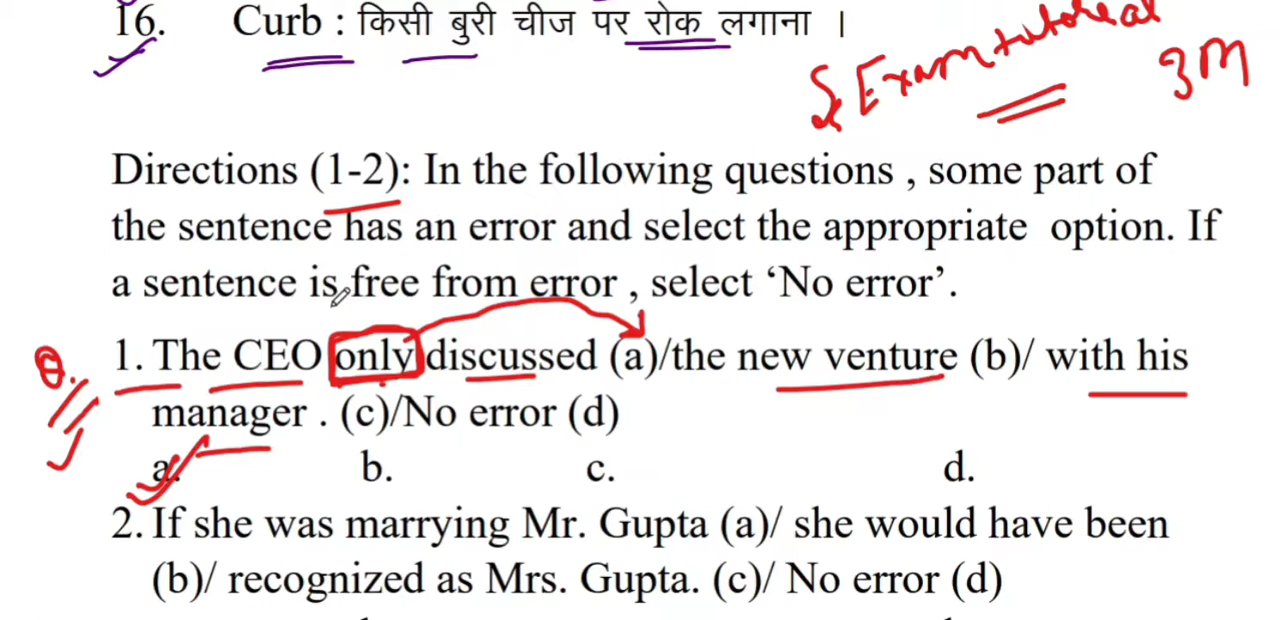 16. Curb : किसी बुरी चीज पर रोक लगाना ।
Exam tutorial
3M
Directions (1-2): In the following questions , some part of
the sentence has an error and select the appropriate option. If
a sentence is free from error , select ‘No error’.
Q. 1. The CEO only discussed (a)/the new venture (b)/ with his
manager . (c)/No error (d)
a. b. c. d.
2. If she was marrying Mr. Gupta (a)/ she would have been
(b)/ recognized as Mrs. Gupta. (c)/ No error (d)